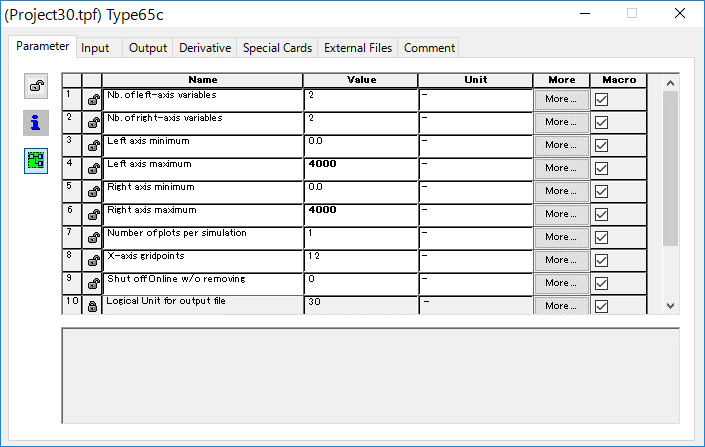 (Project30.tpf) Type65c
Parameter Input Output Derivative Special Cards External Files Comment
Name Value Unit More Macro
1 Nb. of left-axis variables 2 - More...
2 Nb. of right-axis variables 2 - More...
3 Left axis minimum 0.0 - More...
4 Left axis maximum 4000 - More...
5 Right axis minimum 0.0 - More...
6 Right axis maximum 4000 - More...
7 Number of plots per simulation 1 - More...
8 X-axis gridpoints 12 - More...
9 Shut off Online w/o removing 0 - More...
10 Logical Unit for output file 30 - More...